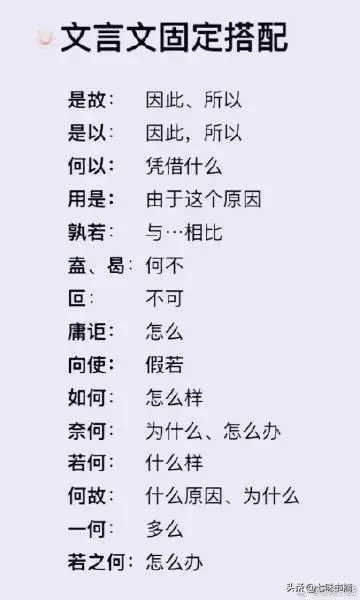 文言文固定搭配
是故： 因此、所以
是以： 因此，所以
何以： 凭借什么
用是： 由于这个原因
孰若： 与…相比
盍、曷：何不
叵： 不可
庸讵： 怎么
向使： 假若
如何： 怎么样
奈何： 为什么、怎么办
若何： 什么样
何故： 什么原因、为什么
一何： 多么
若之何：怎么办
头条